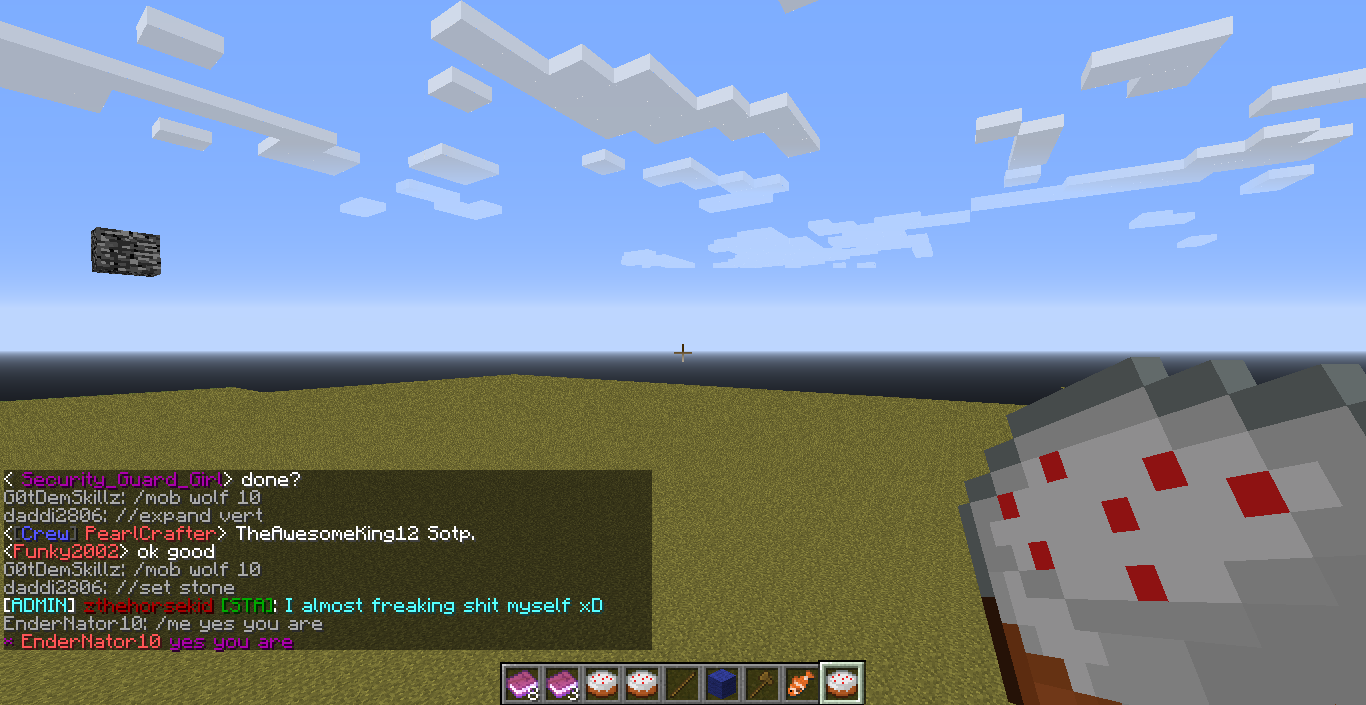 < Security_Guard_Girl> done?
G0tDemSkillz: /mob wolf 10
daddi2806: //expand vert
<[Crew] PearlCrafter> TheAwesomeKing12 Sotp.
<Funky2002> ok good
G0tDemSkillz: /mob wolf 10
daddi2806: //set stone
[ADMIN] zthehorsekid [STA]: I almost freaking shit myself xD
EnderNator10: /me yes you are
* EnderNator10 yes you are
8 3